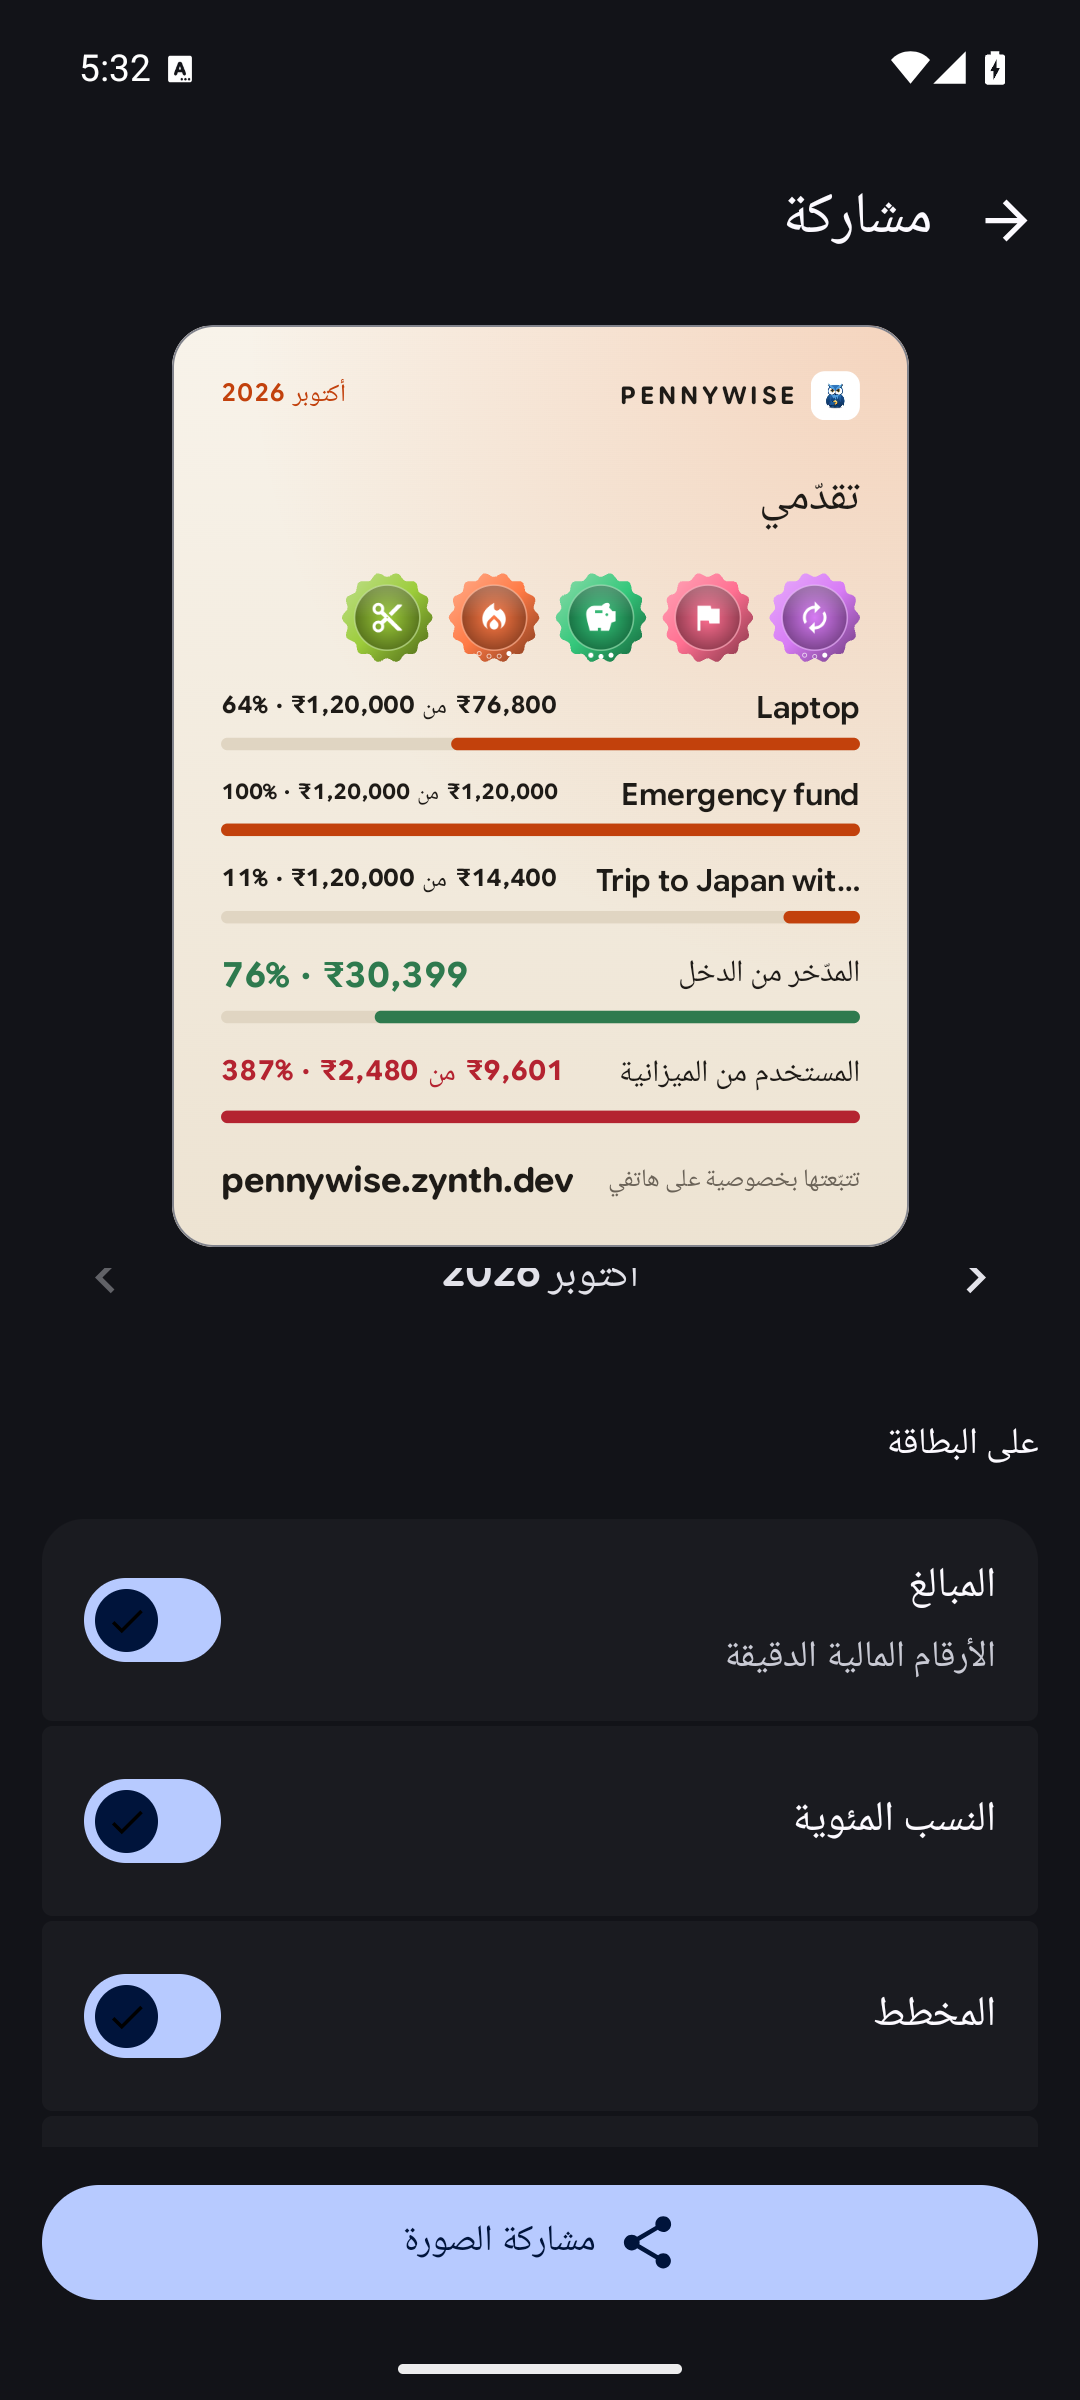 5:32
مشاركة
PENNYWISE
أكتوبر 2026
تقدّمي
Laptop
₹76,800 من ₹1,20,000 · 64%
Emergency fund
₹1,20,000 من ₹1,20,000 · 100%
Trip to Japan wit...
₹14,400 من ₹1,20,000 · 11%
المدّخر من الدخل
₹30,399 · 76%
المستخدم من الميزانية
₹9,601 من ₹2,480 · 387%
تتبّعتها بخصوصية على هاتفي
pennywise.zynth.dev
أكتوبر 2026
على البطاقة
المبالغ
الأرقام المالية الدقيقة
النسب المئوية
المخطط
مشاركة الصورة